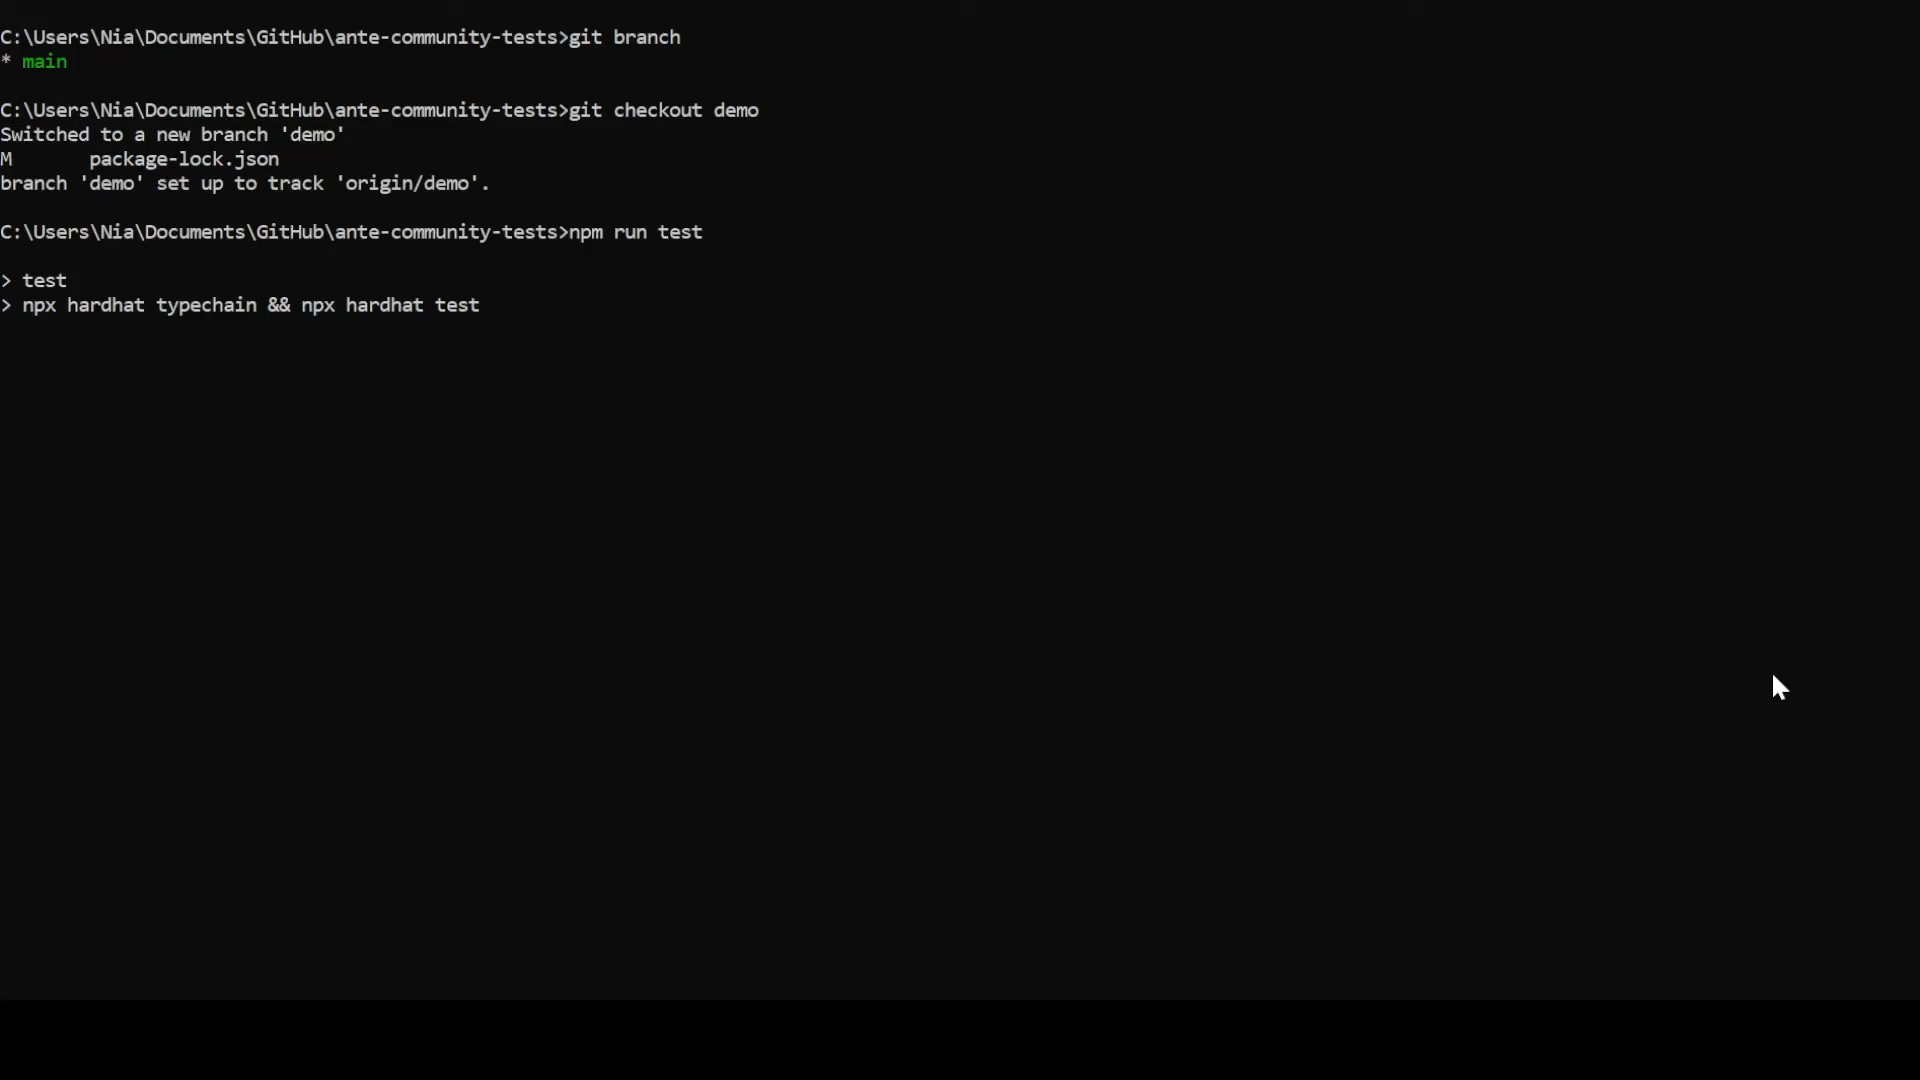 C:\Users\Nia\Documents\GitHub\ante-community-tests>git branch
* main
C:\Users\Nia\Documents\GitHub\ante-community-tests>git checkout demo
Switched to a new branch 'demo'
M       package-lock.json
branch 'demo' set up to track 'origin/demo'.
C:\Users\Nia\Documents\GitHub\ante-community-tests>npm run test
> test
> npx hardhat typechain && npx hardhat test